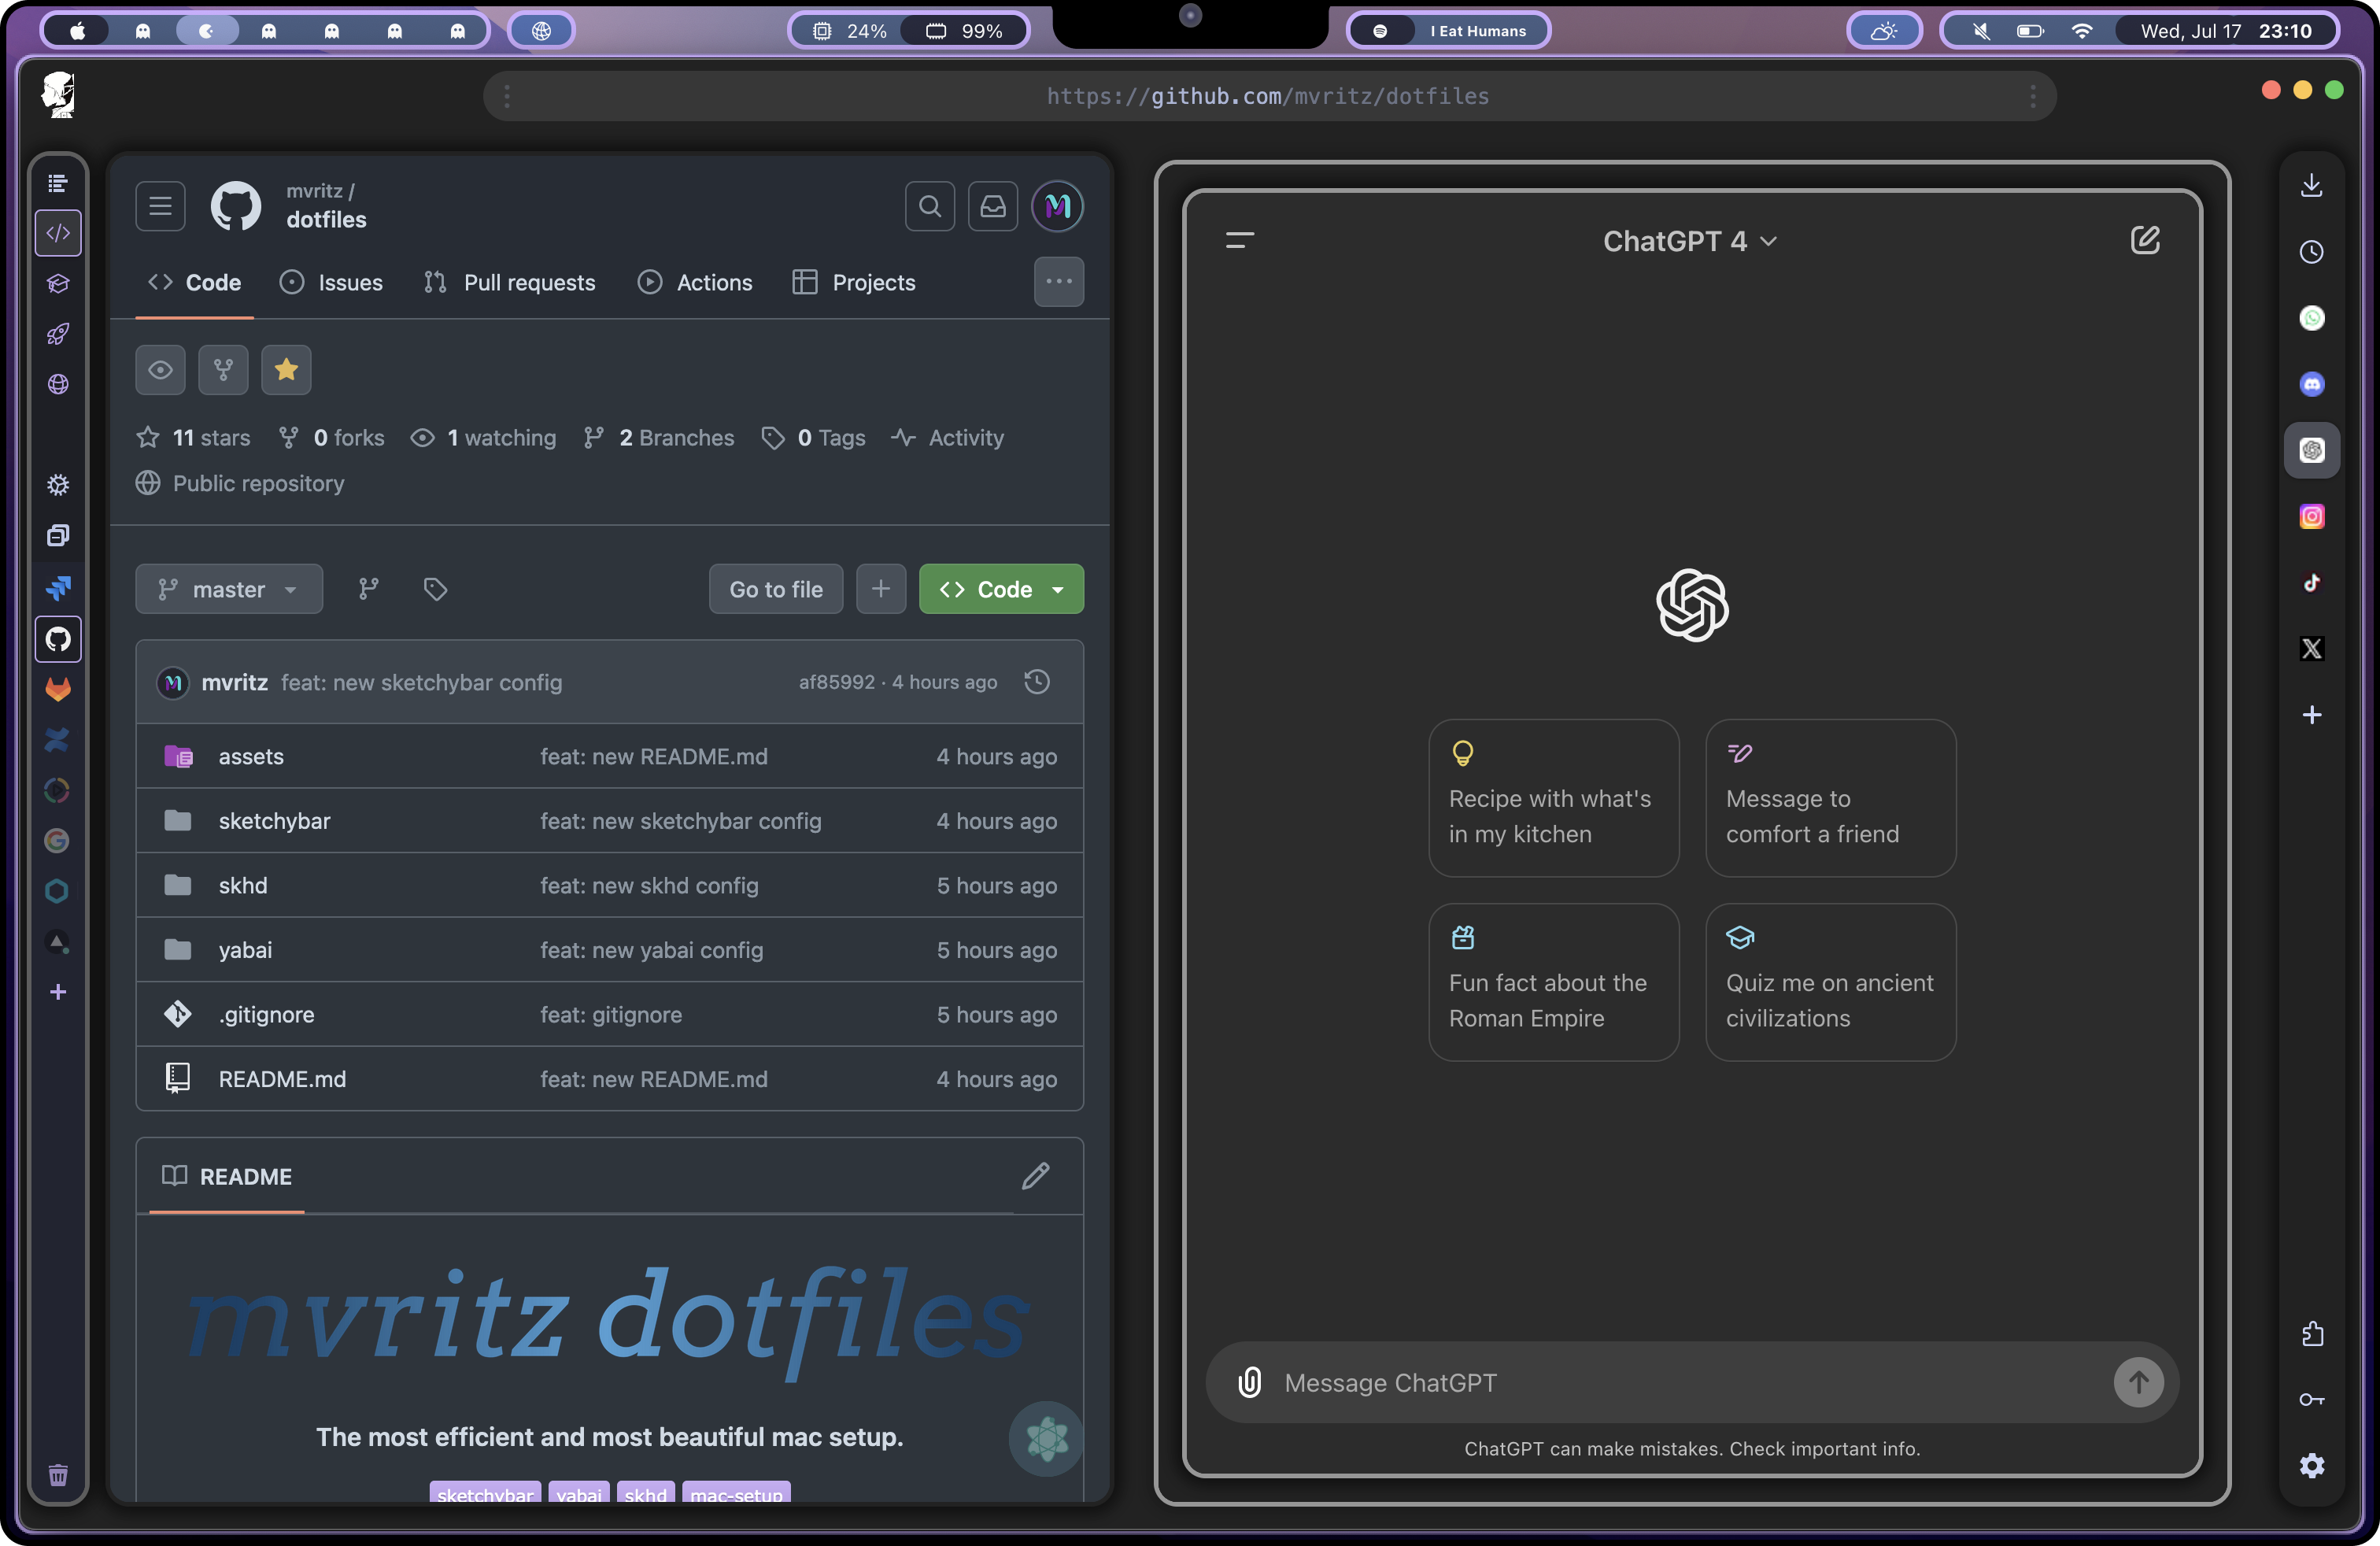 24%
99%
I Eat Humans
Wed, Jul 17 23:10
https://github.com/mvritz/dotfiles
mvritz /
dotfiles
Code Issues Pull requests Actions Projects
11 stars 0 forks 1 watching 2 Branches 0 Tags Activity
Public repository
master Go to file Code
mvritz feat: new sketchybar config af85992 · 4 hours ago
assets feat: new README.md 4 hours ago
sketchybar feat: new sketchybar config 4 hours ago
skhd feat: new skhd config 5 hours ago
yabai feat: new yabai config 5 hours ago
.gitignore feat: gitignore 5 hours ago
README.md feat: new README.md 4 hours ago
README
mvritz dotfiles
The most efficient and most beautiful mac setup.
sketchybar yabai skhd mac-setup
ChatGPT 4
Recipe with what's
in my kitchen
Message to
comfort a friend
Fun fact about the
Roman Empire
Quiz me on ancient
civilizations
Message ChatGPT
ChatGPT can make mistakes. Check important info.